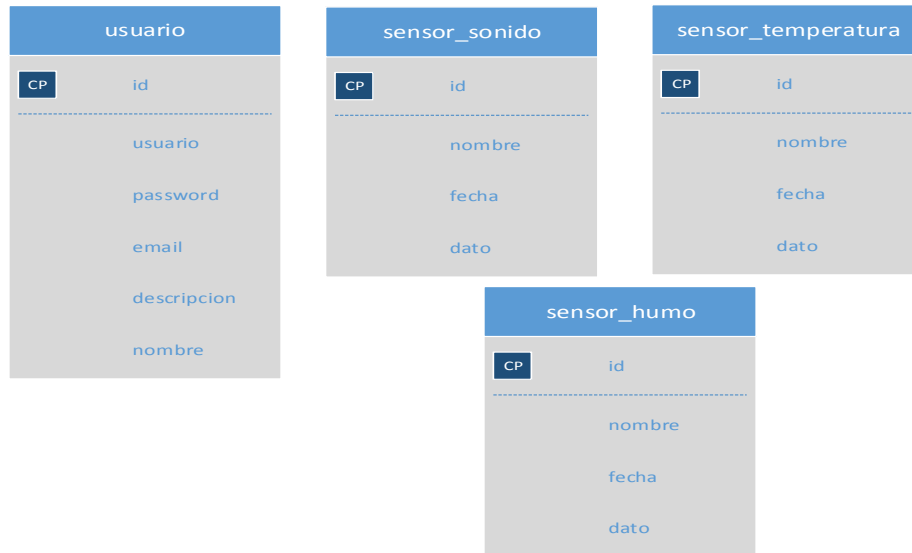 usuario
CP id
usuario
password
email
descripcion
nombre
sensor_sonido
CP id
nombre
fecha
dato
sensor_temperatura
CP id
nombre
fecha
dato
sensor_humo
CP id
nombre
fecha
dato